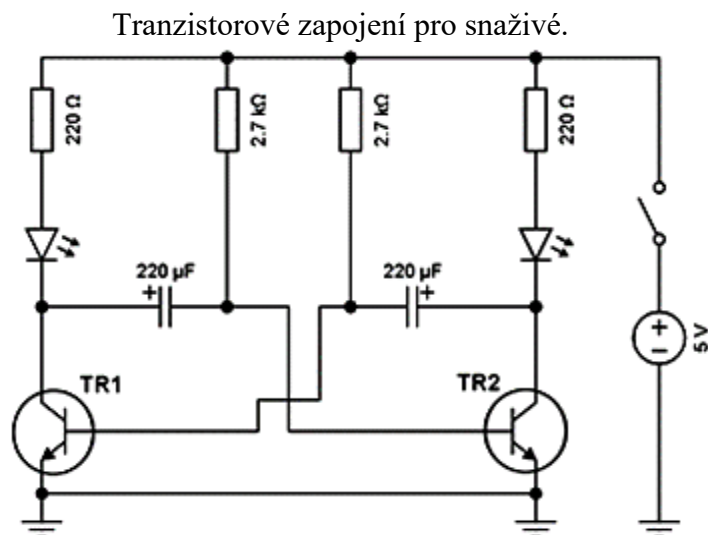 Tranzistorové zapojení pro snaživé.
220 Ω
2.7 kΩ
2.7 kΩ
220 Ω
220 µF
+
220 µF
+
+
−
5 V
TR1
TR2